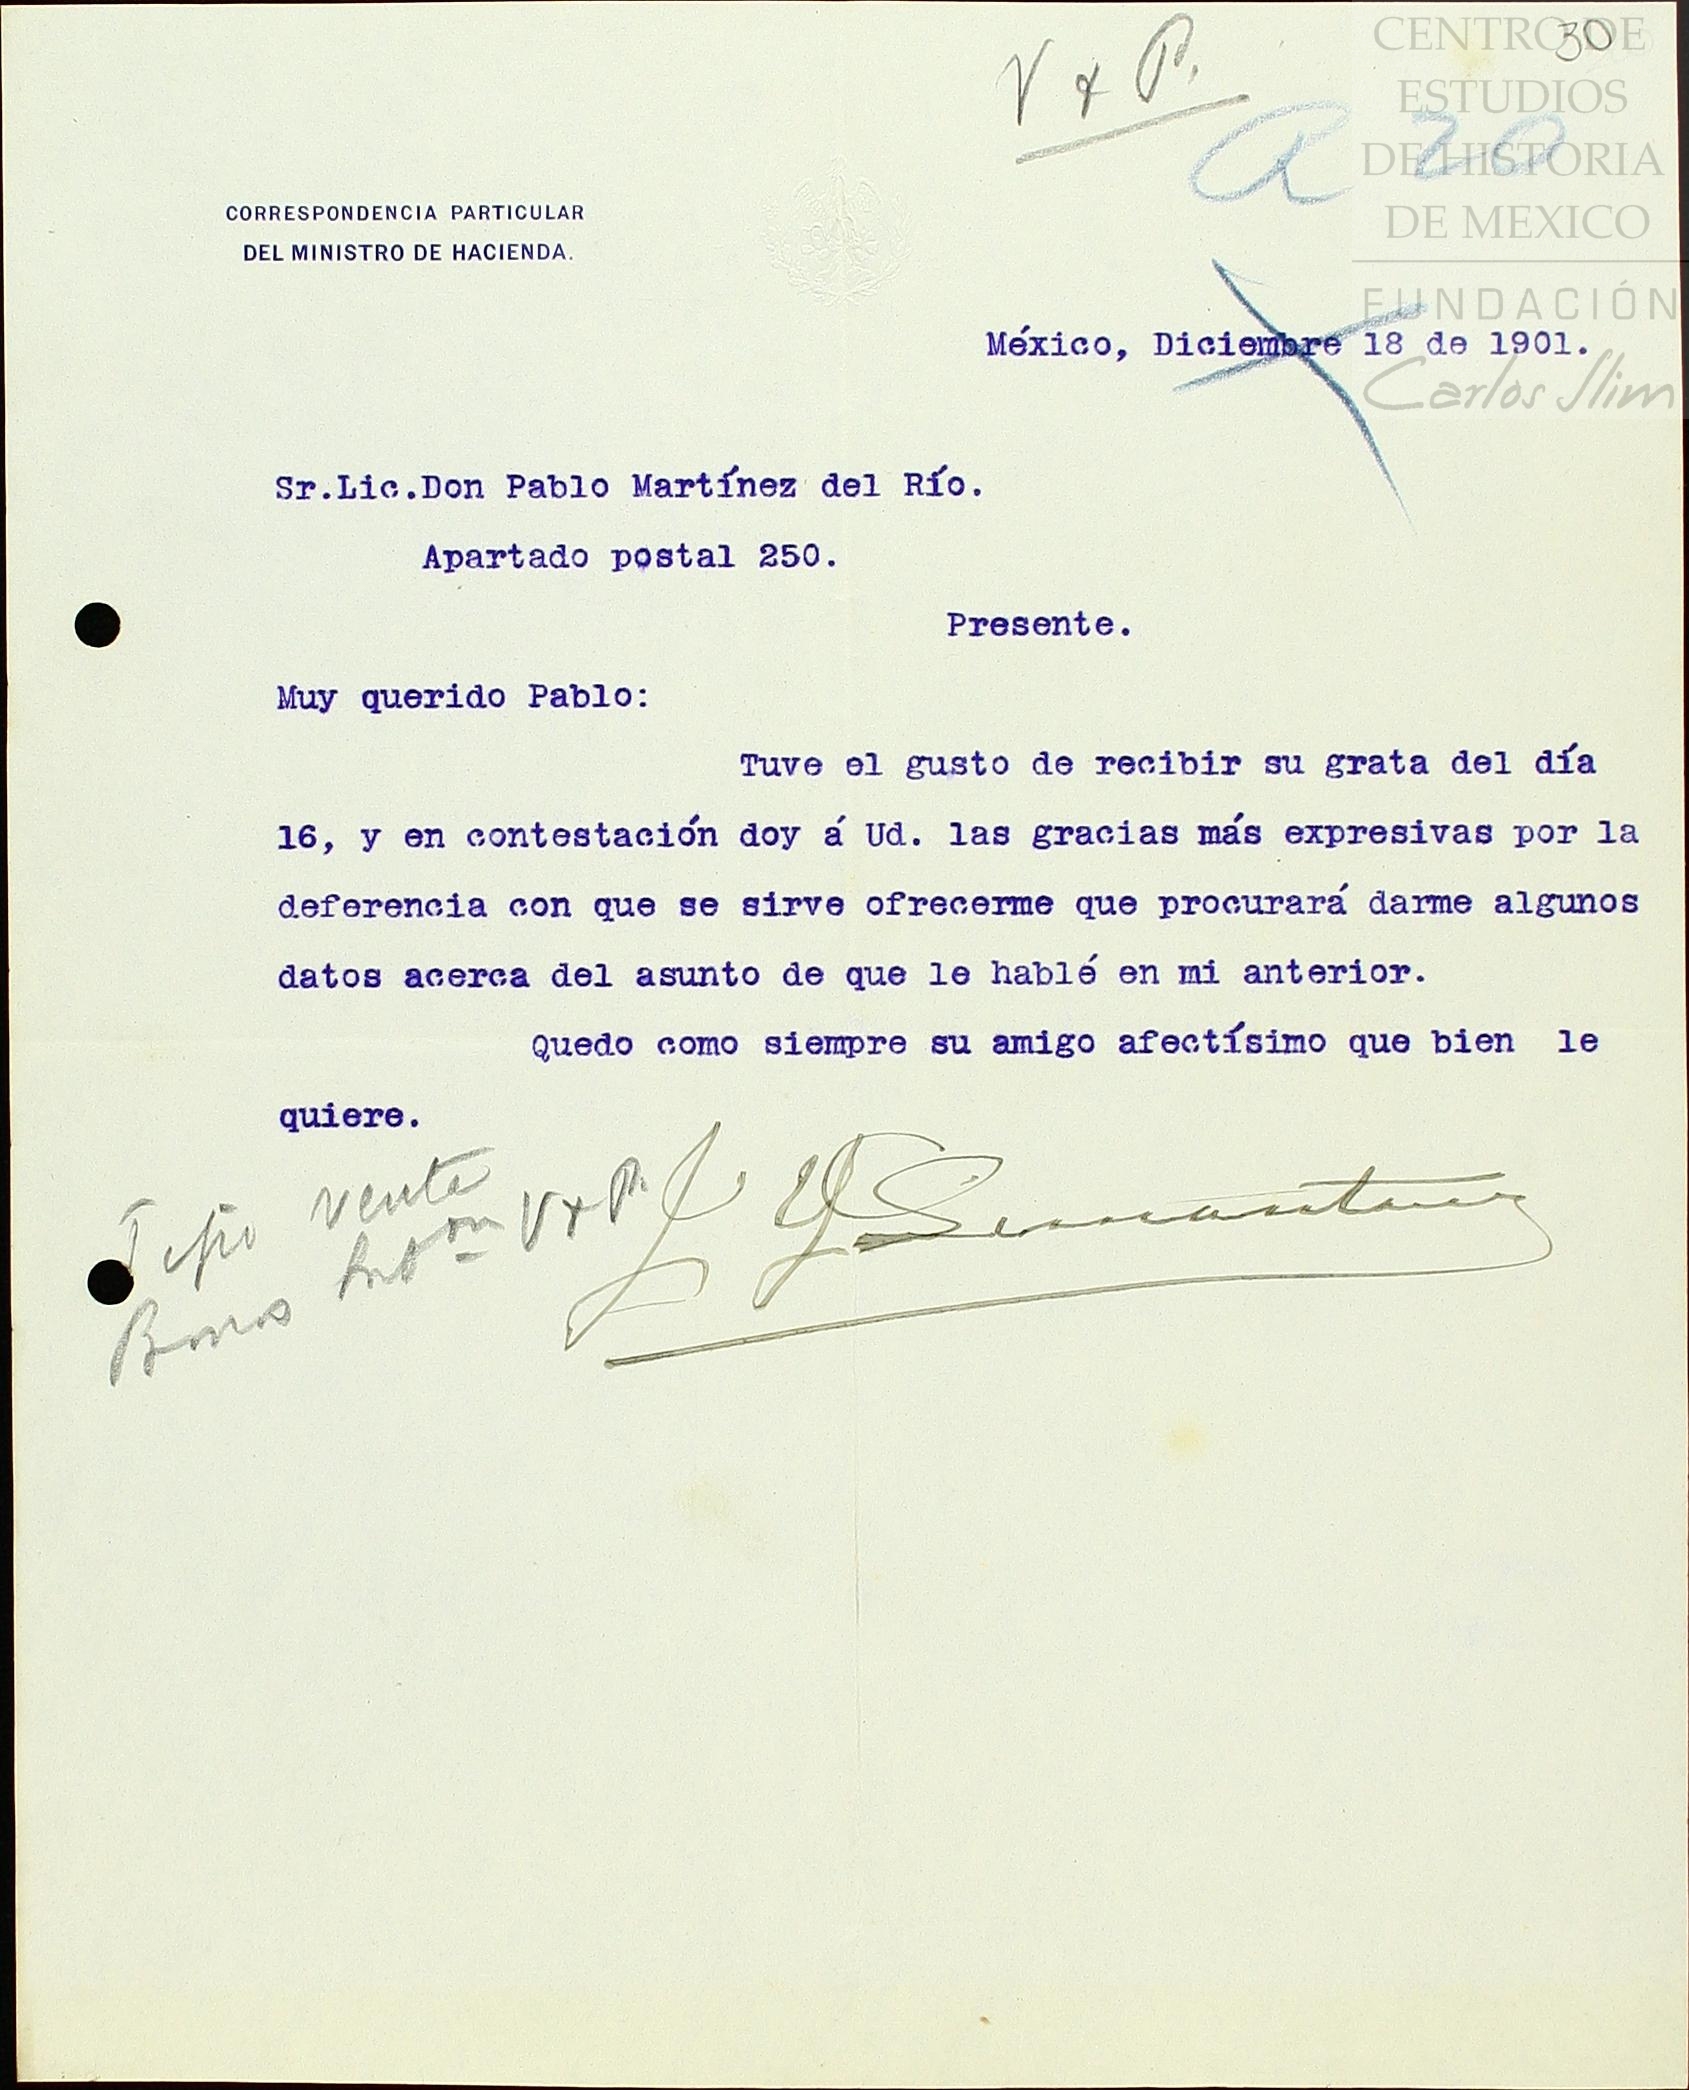 30
V & P.
a 20
CENTRO DE
ESTUDIOS
DE HISTORIA
DE MEXICO
FUNDACIÓN
Carlos Slim
CORRESPONDENCIA PARTICULAR
DEL MINISTRO DE HACIENDA.
México, Diciembre 18 de 1901.
Sr.Lic.Don Pablo Martínez del Río.
Apartado postal 250.
Presente.
Muy querido Pablo:
Tuve el gusto de recibir su grata del día
16, y en contestación doy á Ud. las gracias más expresivas por la
deferencia con que se sirve ofrecerme que procurará darme algunos
datos acerca del asunto de que le hablé en mi anterior.
Quedo como siempre su amigo afectísimo que bien le
quiere.
J Y Limantour
venta
Bonos V & P.